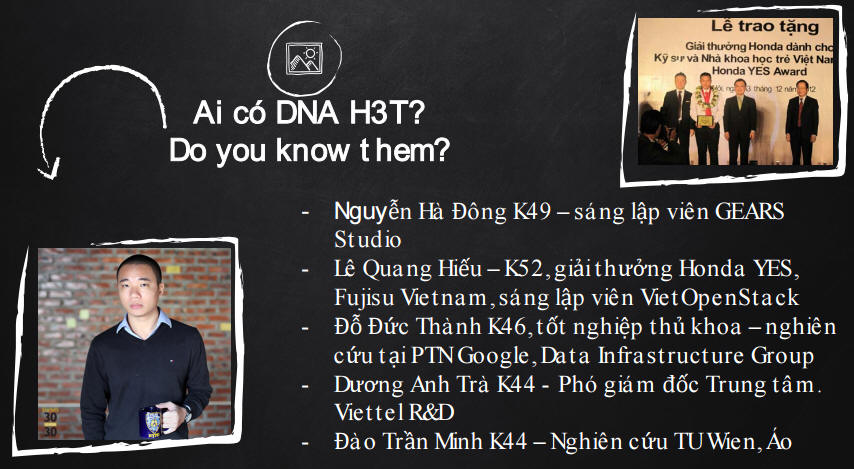 Ai có DNA H3T?
Do you know them?
Lễ trao tặng
Giải thưởng Honda dành cho
Kỹ sư và Nhà khoa học trẻ Việt Nam
Honda YES Award
Nội, ngày 3 tháng 12 năm 2012
- Nguyễn Hà Đông K49 – sáng lập viên GEARS
Studio
- Lê Quang Hiếu – K52, giải thưởng Honda YES,
Fujisu Vietnam, sáng lập viên VietOpenStack
- Đỗ Đức Thành K46, tốt nghiệp thủ khoa – nghiên
cứu tại PTN Google, Data Infrastructure Group
- Dương Anh Trà K44 - Phó giám đốc Trung tâm.
Viettel R&D
- Đào Trần Minh K44 – Nghiên cứu TU Wien, Áo
30
30